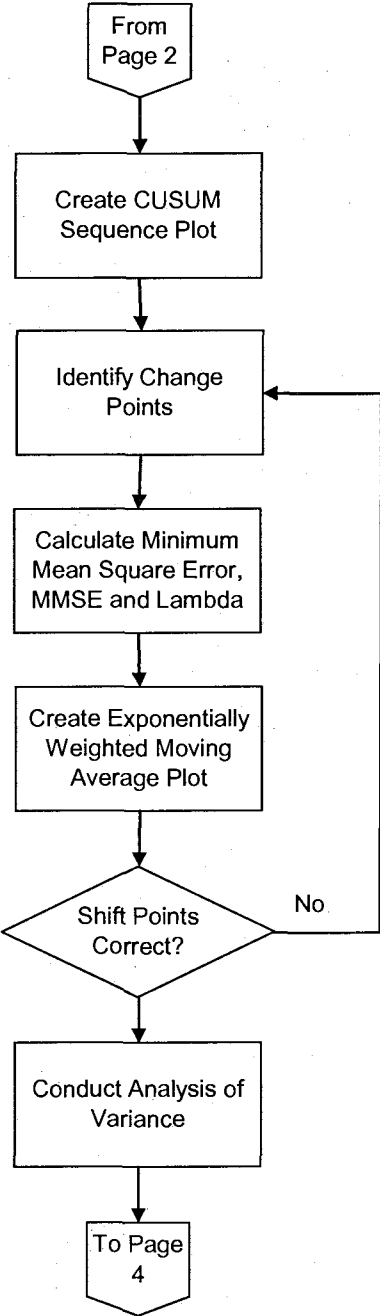 From
Page 2
Create CUSUM
Sequence Plot
Identify Change
Points
Calculate Minimum
Mean Square Error,
MMSE and Lambda
Create Exponentially
Weighted Moving
Average Plot
Shift Points
Correct?
No
Conduct Analysis of
Variance
To Page
4